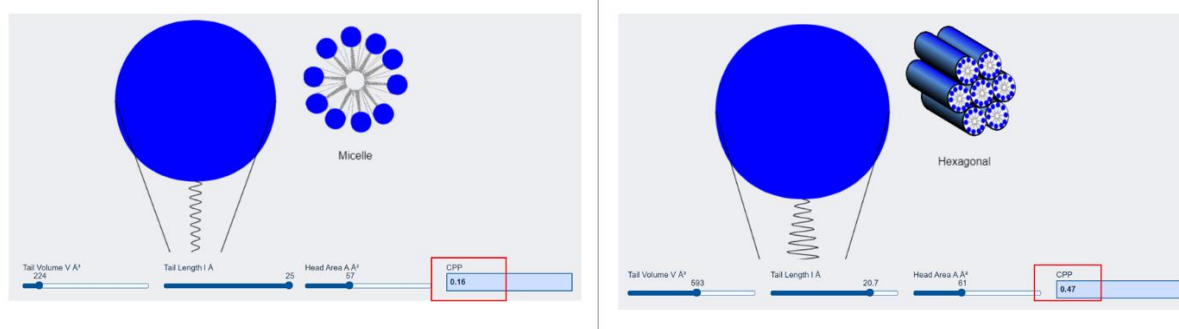 Micelle
Tail Volume V Å³
224
Tail Length l Å
25
Head Area A Å²
57
CPP
0.16
Hexagonal
Tail Volume V Å³
593
Tail Length l Å
20.7
Head Area A Å²
61
CPP
0.47